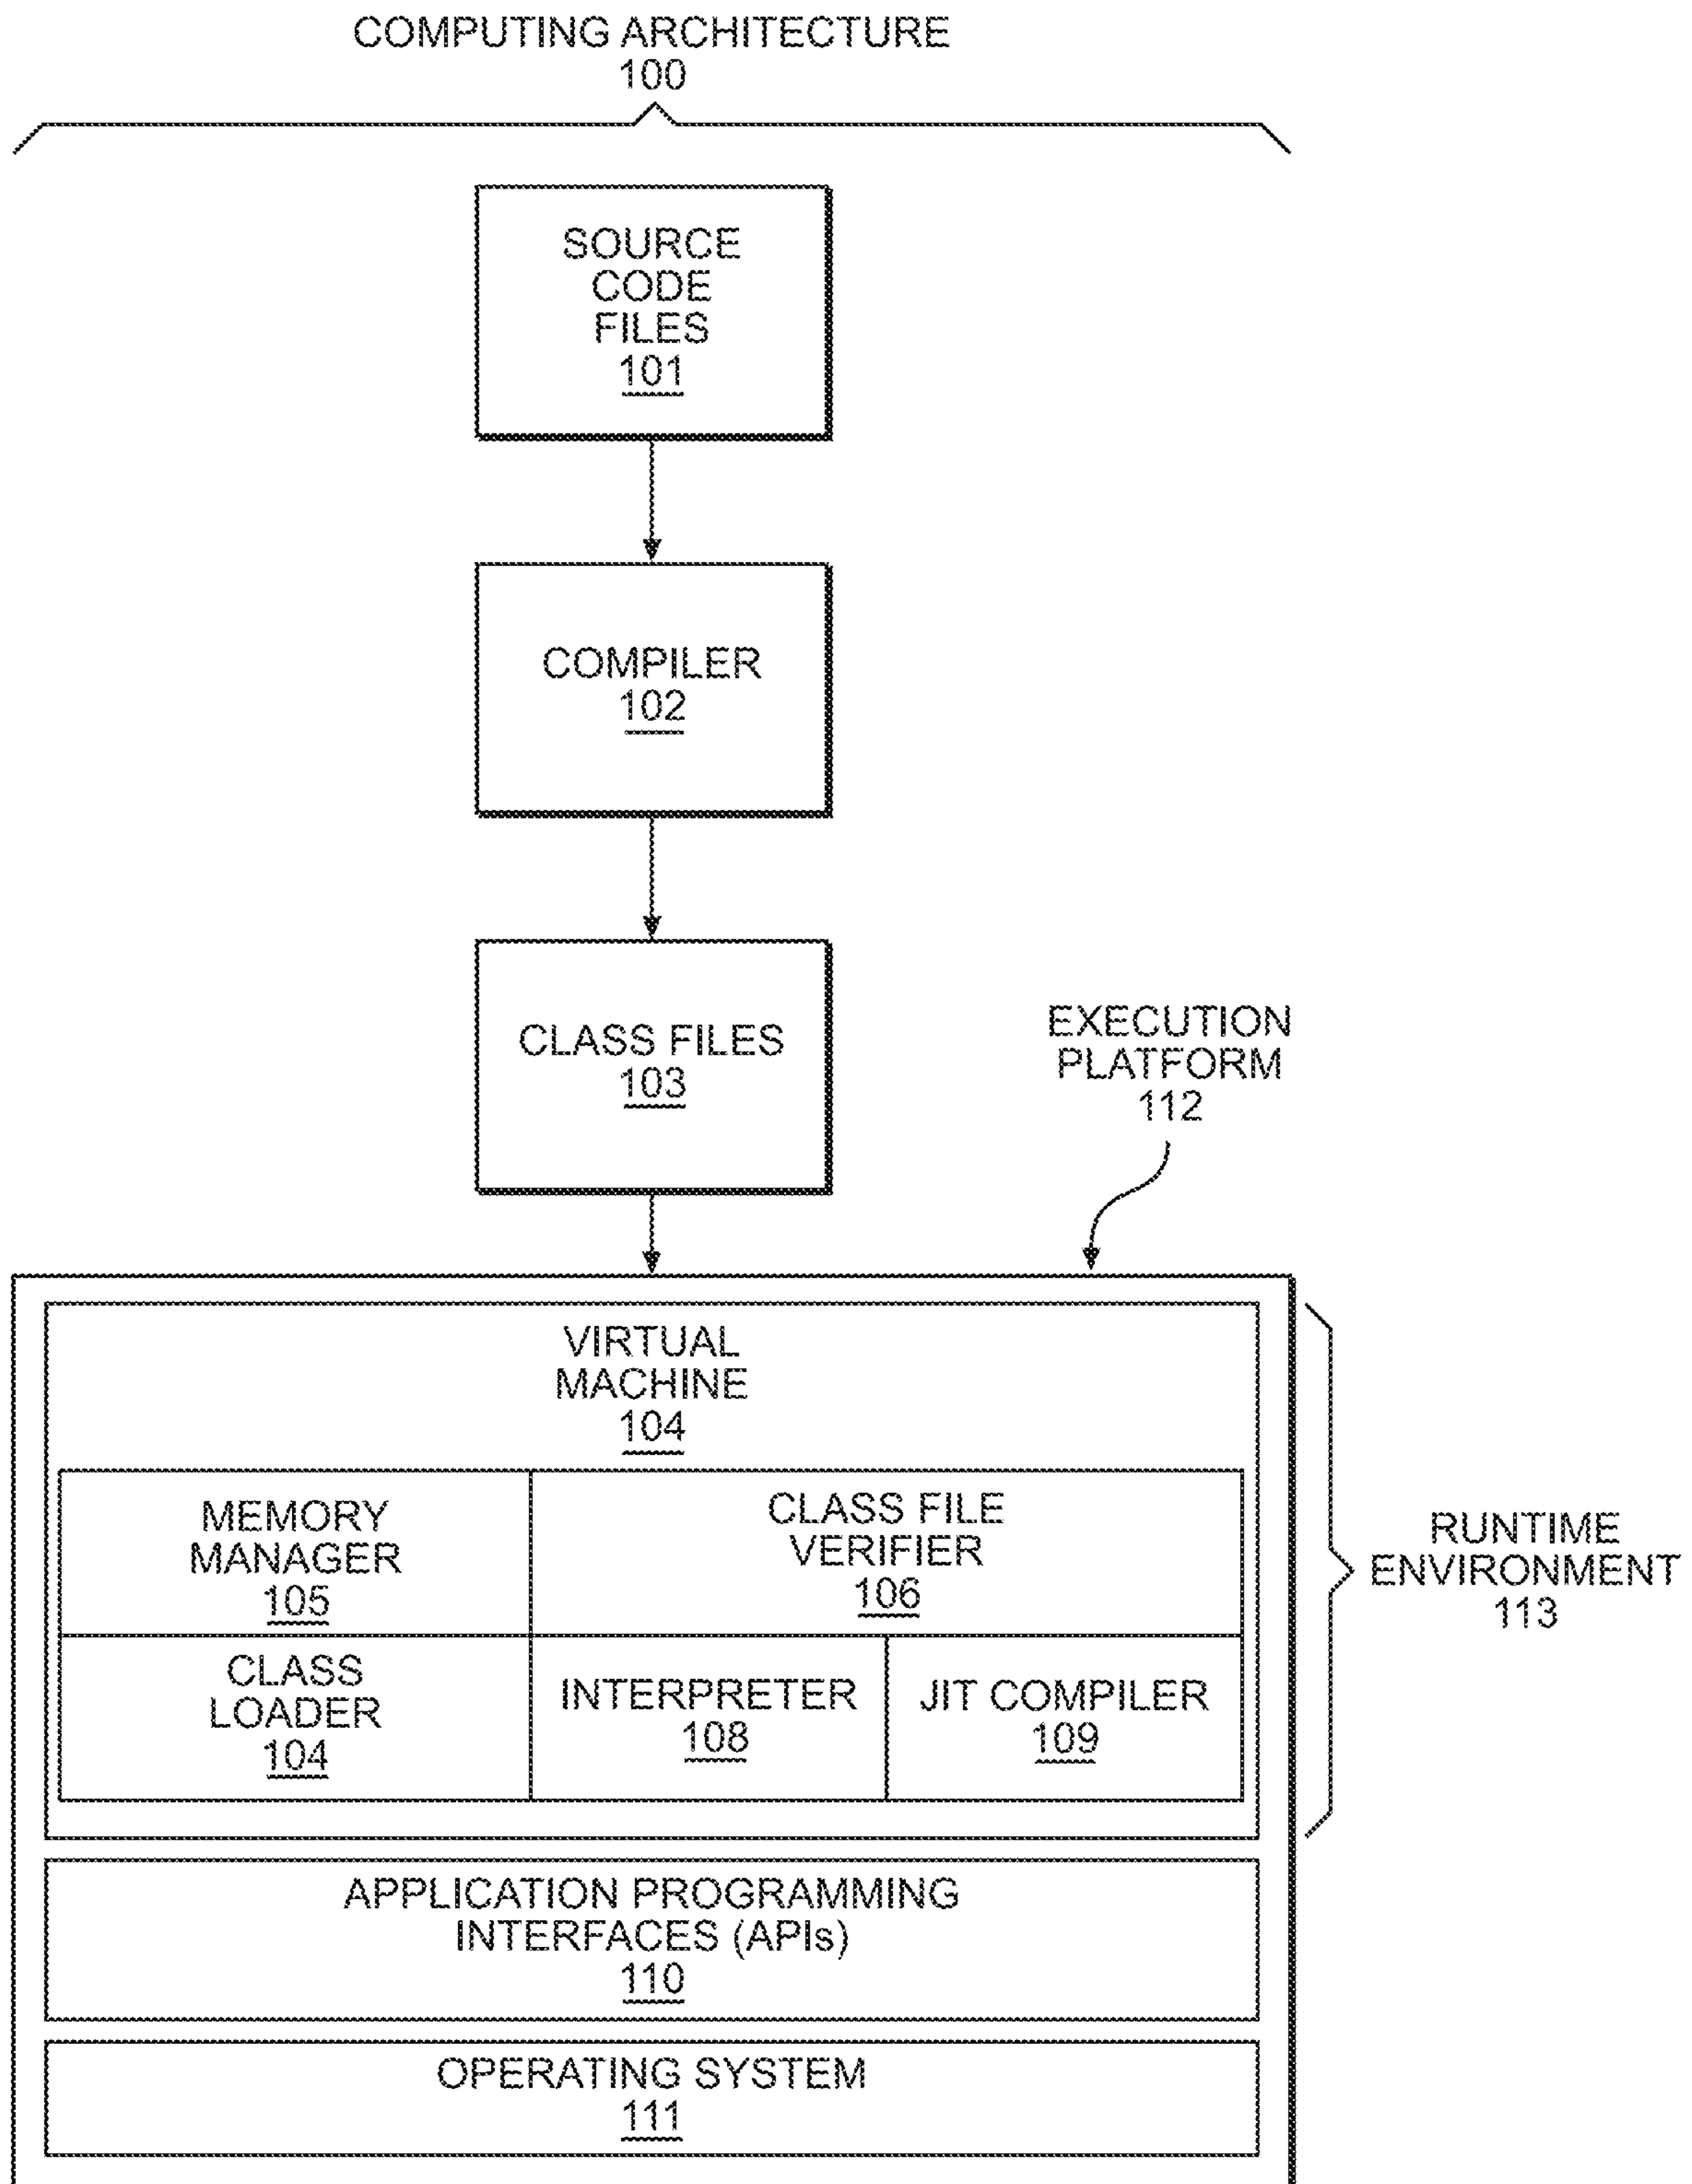 COMPUTING ARCHITECTURE
100
SOURCE
CODE
FILES
101
COMPILER
102
CLASS FILES
103
EXECUTION
PLATFORM
112
VIRTUAL
MACHINE
104
MEMORY
MANAGER
105
CLASS FILE
VERIFIER
106
CLASS
LOADER
104
INTERPRETER
108
JIT COMPILER
109
RUNTIME
ENVIRONMENT
113
APPLICATION PROGRAMMING
INTERFACES (APIs)
110
OPERATING SYSTEM
111